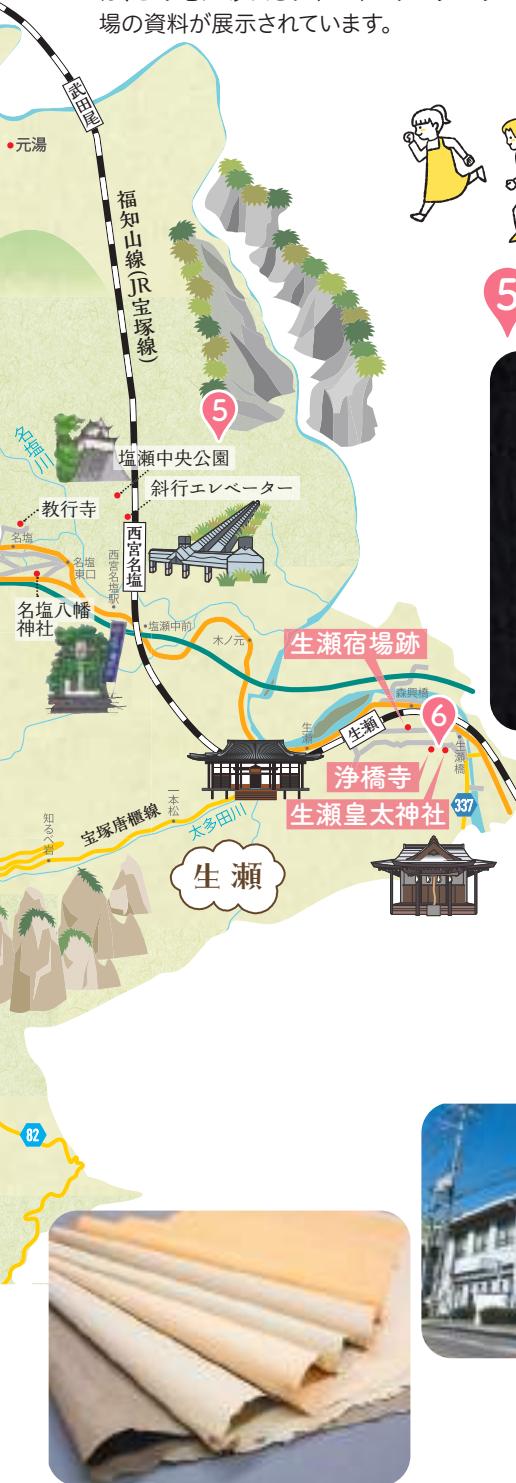 場の資料が展示されています。
武田尾
元湯
福知山線(JR宝塚線)
5
5
名塩川
塩瀬中央公園
斜行エレベーター
教行寺
名塩
名塩
東口
西宮名塩駅
西宮名塩
名塩八幡
神社
塩瀬中前
木ノ元
生瀬宿場跡
森興橋
6
生瀬
生瀬
生瀬橋
浄橋寺
生瀬皇太神社
337
一本松
宝塚唐櫃線
太多田川
知るべ岩
生瀬
82